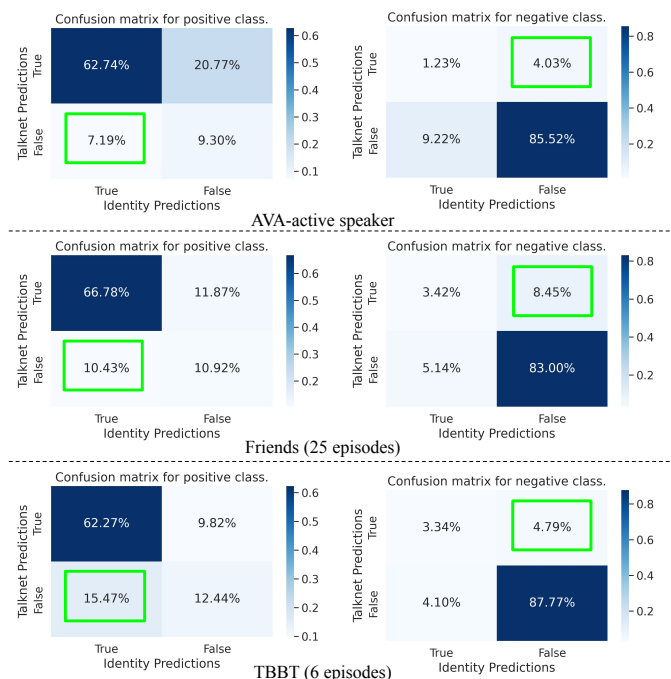 Confusion matrix for positive class.
Talknet Predictions
True
False
62.74%
20.77%
7.19%
9.30%
0.6
0.5
0.4
0.3
0.2
0.1
True
False
Identity Predictions
Confusion matrix for negative class.
Talknet Predictions
True
False
1.23%
4.03%
9.22%
85.52%
0.8
0.6
0.4
0.2
True
False
Identity Predictions
AVA-active speaker
Confusion matrix for positive class.
Talknet Predictions
True
False
66.78%
11.87%
10.43%
10.92%
0.6
0.5
0.4
0.3
0.2
True
False
Identity Predictions
Confusion matrix for negative class.
Talknet Predictions
True
False
3.42%
8.45%
5.14%
83.00%
0.8
0.6
0.4
0.2
True
False
Identity Predictions
Friends (25 episodes)
Confusion matrix for positive class.
Talknet Predictions
True
False
62.27%
9.82%
15.47%
12.44%
0.6
0.5
0.4
0.3
0.2
0.1
True
False
Identity Predictions
Confusion matrix for negative class.
Talknet Predictions
True
False
3.34%
4.79%
4.10%
87.77%
0.8
0.6
0.4
0.2
True
False
Identity Predictions
TBBT (6 episodes)